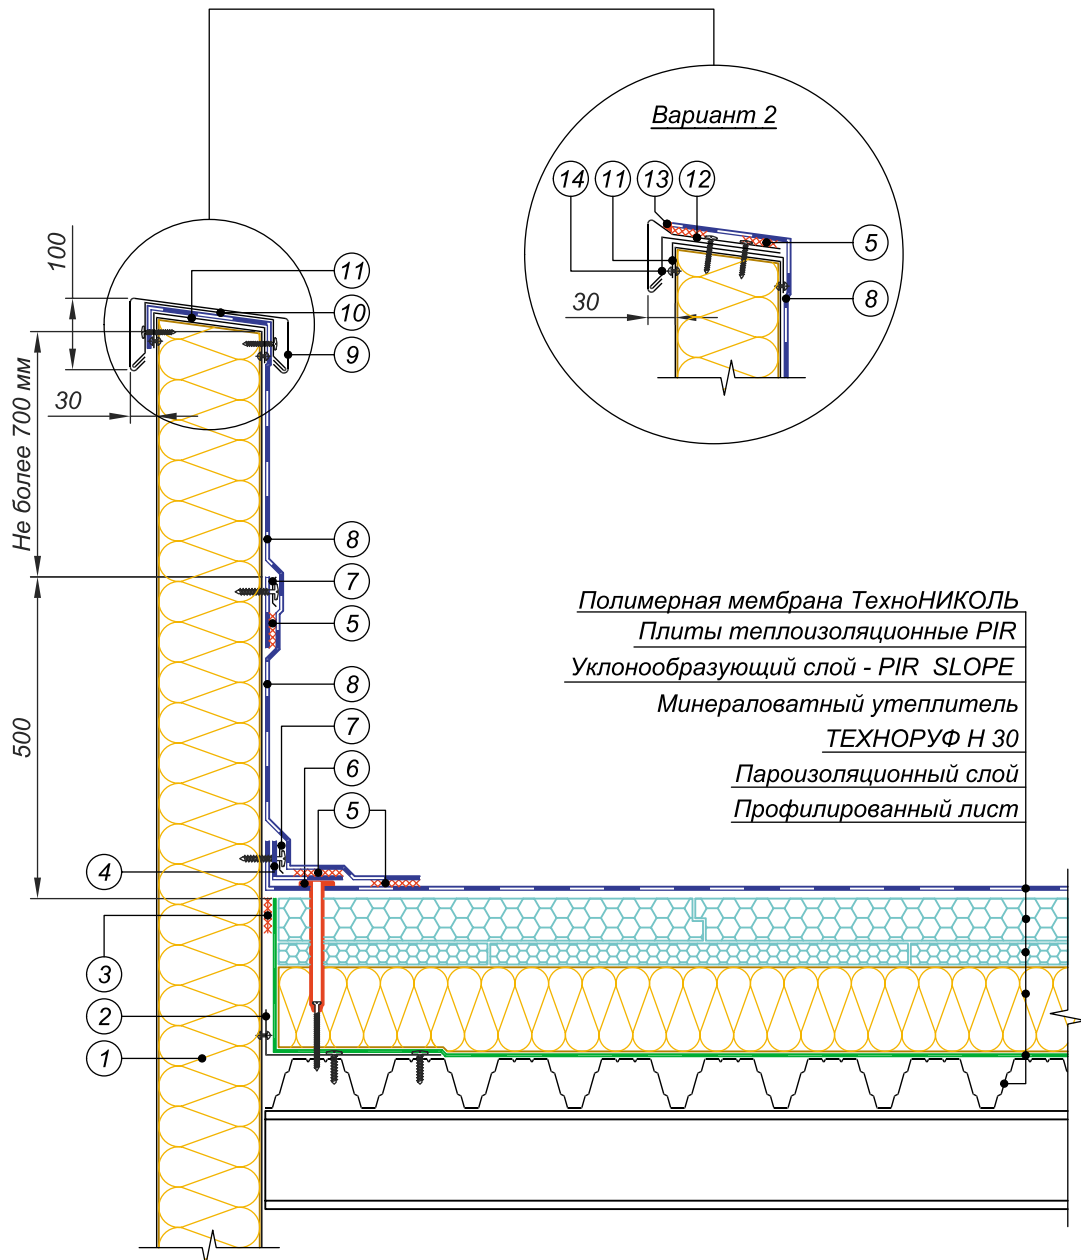 Вариант 2
14
11
13
12
5
8
30
100
11
10
9
30
Не более 700 мм
8
7
5
8
7
6
5
500
4
3
2
1
Полимерная мембрана ТехноНИКОЛЬ
Плиты теплоизоляционные PIR
Уклонообразующий слой - PIR SLOPE
Минераловатный утеплитель
ТЕХНОРУФ Н 30
Пароизоляционный слой
Профилированный лист